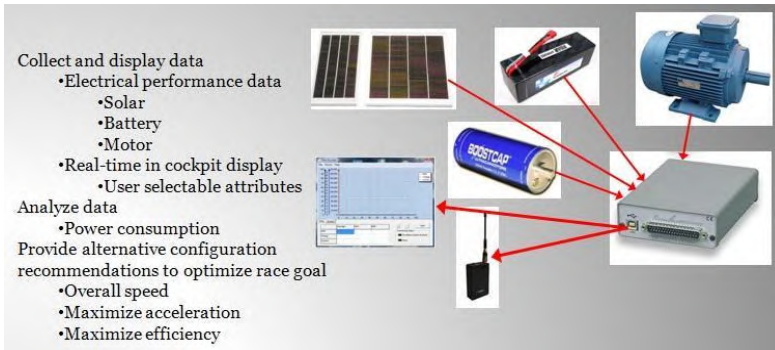 Collect and display data
•Electrical performance data
•Solar
•Battery
•Motor
•Real-time in cockpit display
•User selectable attributes
Analyze data
•Power consumption
Provide alternative configuration
recommendations to optimize race goal
•Overall speed
•Maximize acceleration
•Maximize efficiency
BOOSTCAP